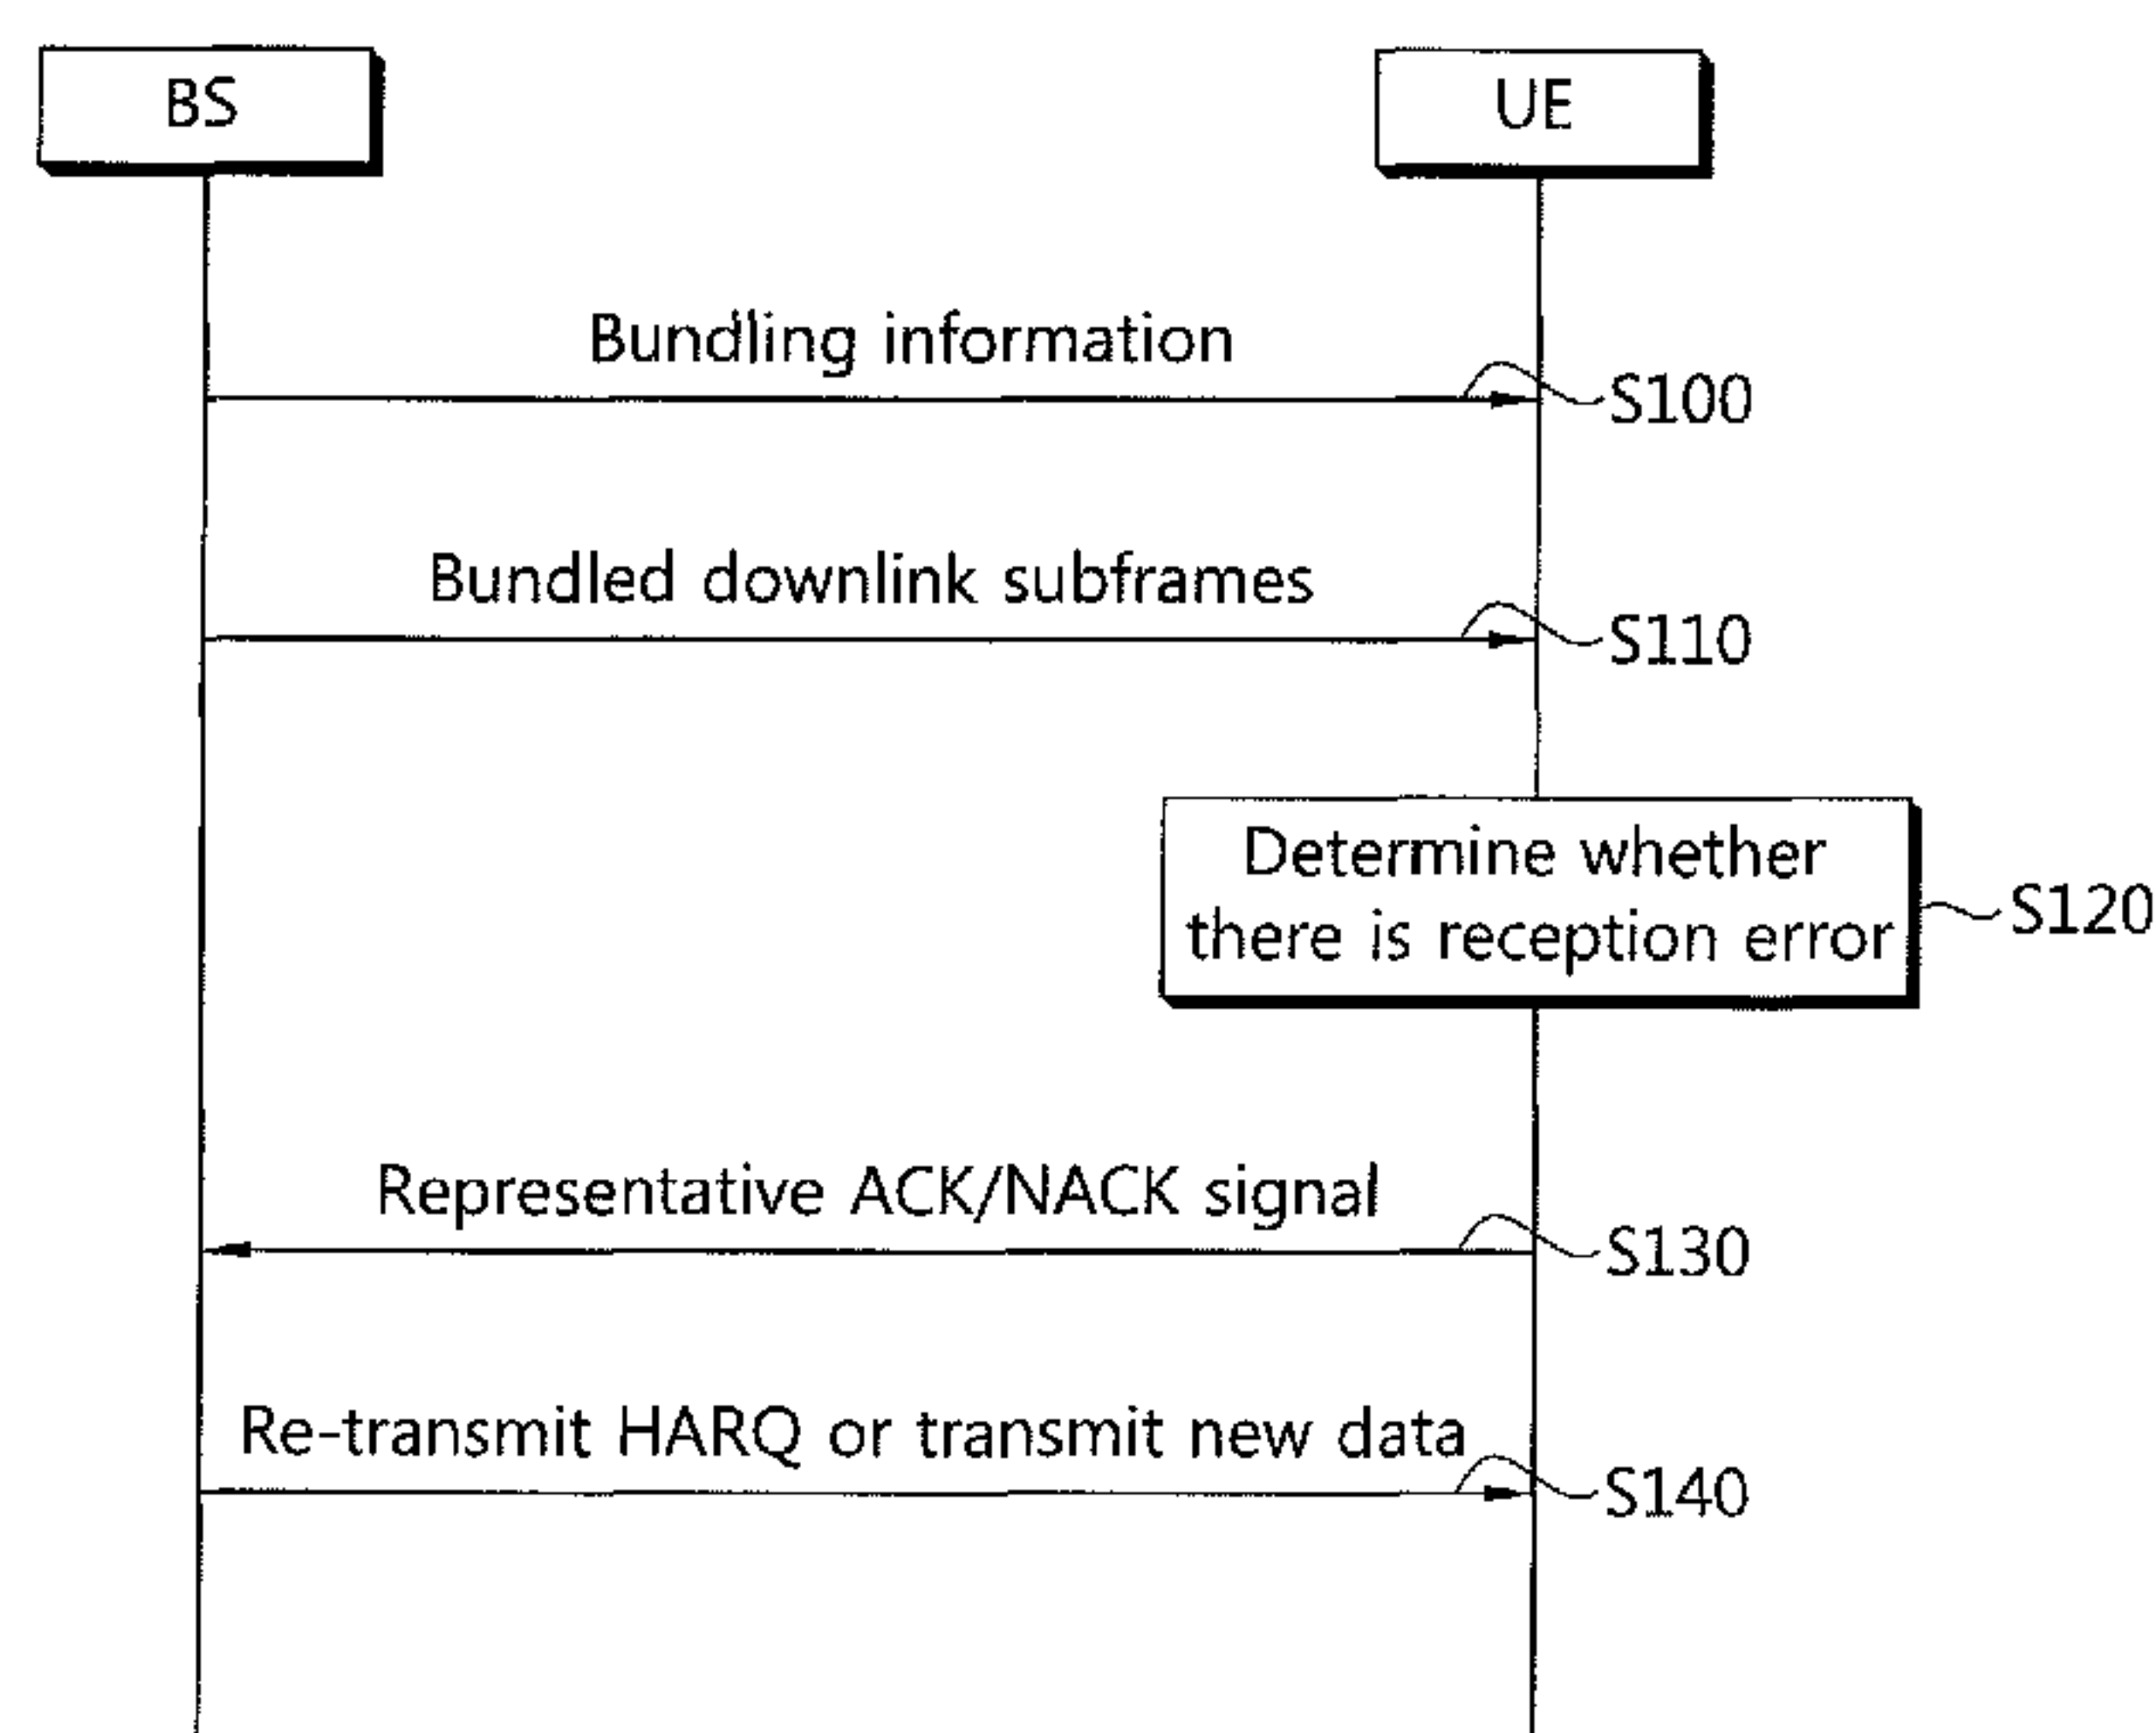 BS
UE
Bundling information
S100
Bundled downlink subframes
S110
Determine whether
there is reception error
S120
Representative ACK/NACK signal
S130
Re-transmit HARQ or transmit new data
S140